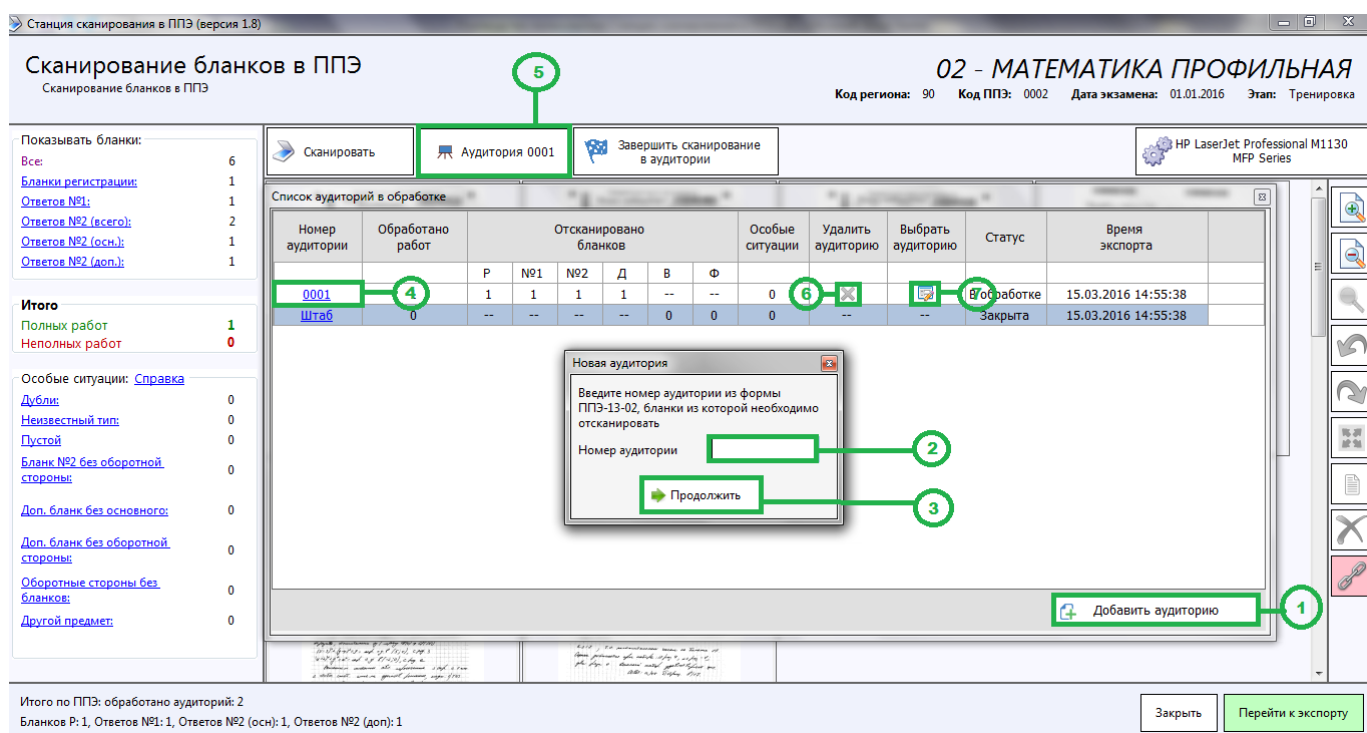 Станция сканирования в ППЭ (версия 1.8)
Сканирование бланков в ППЭ
Сканирование бланков в ППЭ
5
02 - МАТЕМАТИКА ПРОФИЛЬНАЯ
Код региона: 90 Код ППЭ: 0002 Дата экзамена: 01.01.2016 Этап: Тренировка
Показывать бланки:
Все: 6
Бланки регистрации: 1
Ответов №1: 1
Ответов №2 (всего): 2
Ответов №2 (осн.): 1
Ответов №2 (доп.): 1
Итого
Полных работ 1
Неполных работ 0
Особые ситуации: Справка
Дубли: 0
Неизвестный тип: 0
Пустой 0
Бланк №2 без оборотной
стороны: 0
Доп. бланк без основного: 0
Доп. бланк без оборотной
стороны: 0
Оборотные стороны без
бланков: 0
Другой предмет: 0
Сканировать
Аудитория 0001
Завершить сканирование
в аудитории
HP LaserJet Professional M1130
MFP Series
Список аудиторий в обработке
Номер
аудитории
Обработано
работ
Отсканировано
бланков
Особые
ситуации
Удалить
аудиторию
Выбрать
аудиторию
Статус
Время
экспорта
Р №1 №2 Д В Ф
0001 4 1 1 1 1 -- -- 0 6 7 В обработке 15.03.2016 14:55:38
Штаб 0 -- -- -- -- 0 0 0 -- -- Закрыта 15.03.2016 14:55:38
Новая аудитория
Введите номер аудитории из формы
ППЭ-13-02, бланки из которой необходимо
отсканировать
Номер аудитории 2
Продолжить 3
Добавить аудиторию 1
Итого по ППЭ: обработано аудиторий: 2
Бланков Р: 1, Ответов №1: 1, Ответов №2 (осн): 1, Ответов №2 (доп): 1
Закрыть
Перейти к экспорту